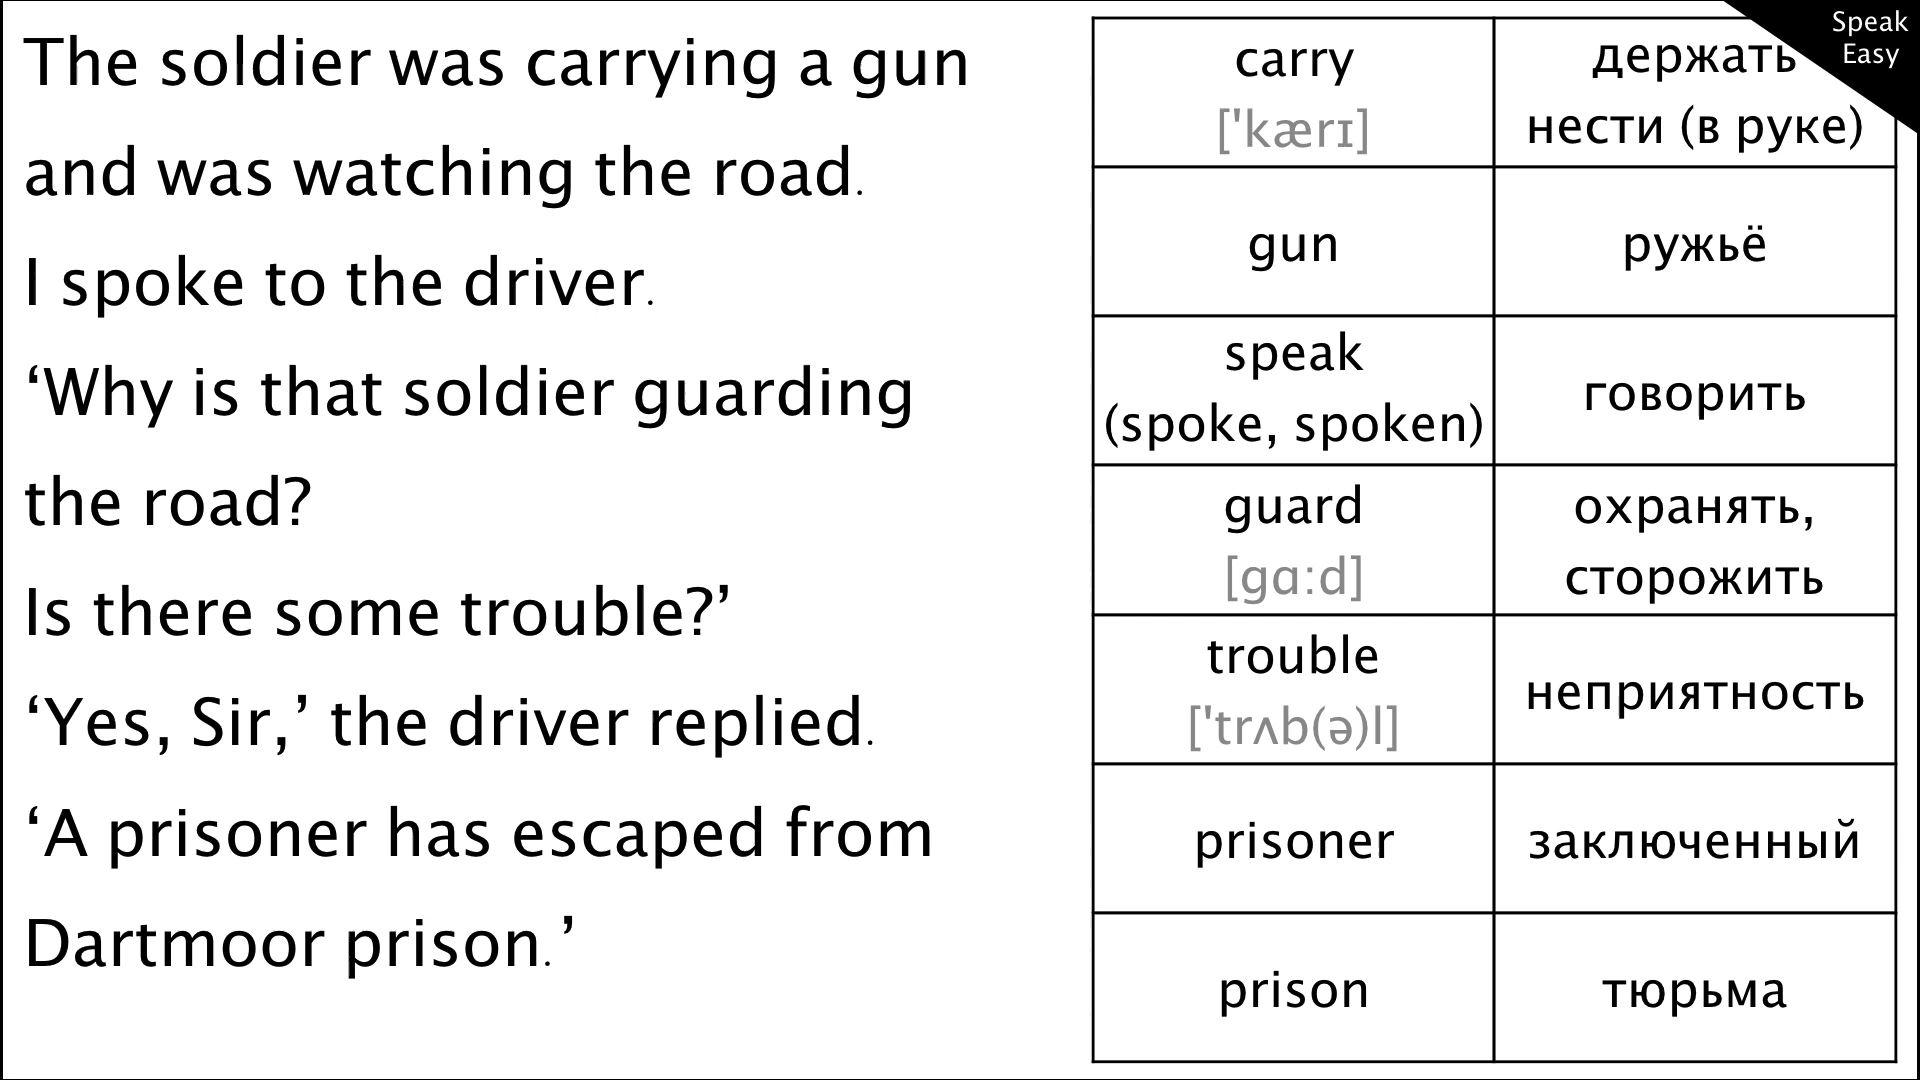 The soldier was carrying a gun
and was watching the road.
I spoke to the driver.
‘Why is that soldier guarding
the road?
Is there some trouble?’
‘Yes, Sir,’ the driver replied.
‘A prisoner has escaped from
Dartmoor prison.’
carry
['kærɪ]
держать
нести (в руке)
gun
ружьё
speak
(spoke, spoken)
говорить
guard
[gɑːd]
охранять,
сторожить
trouble
['trʌb(ə)l]
неприятность
prisoner
заключенный
prison
тюрьма
Speak
Easy